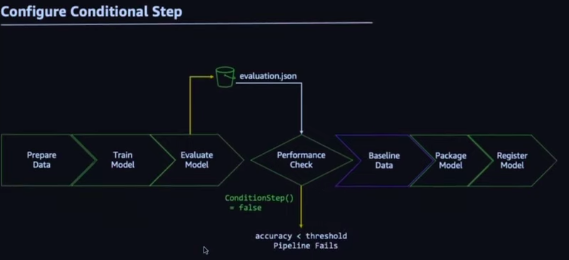 Configure Conditional Step
evaluation.json
Prepare
Data
Train
Model
Evaluate
Model
Performance
Check
Baseline
Data
Package
Model
Register
Model
ConditionStep()
= false
accuracy < threshold
Pipeline Fails